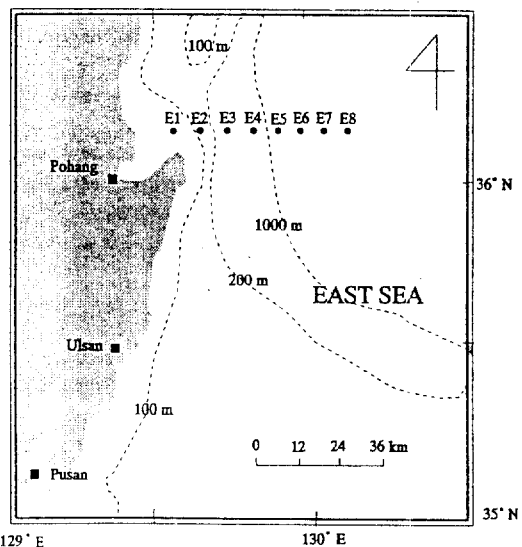 100 m
E1 E2 E3 E4 E5 E6 E7 E8
Pohang
36° N
1000 m
200 m
EAST SEA
Ulsan
100 m
0 12 24 36 km
Pusan
35° N
129° E
130° E